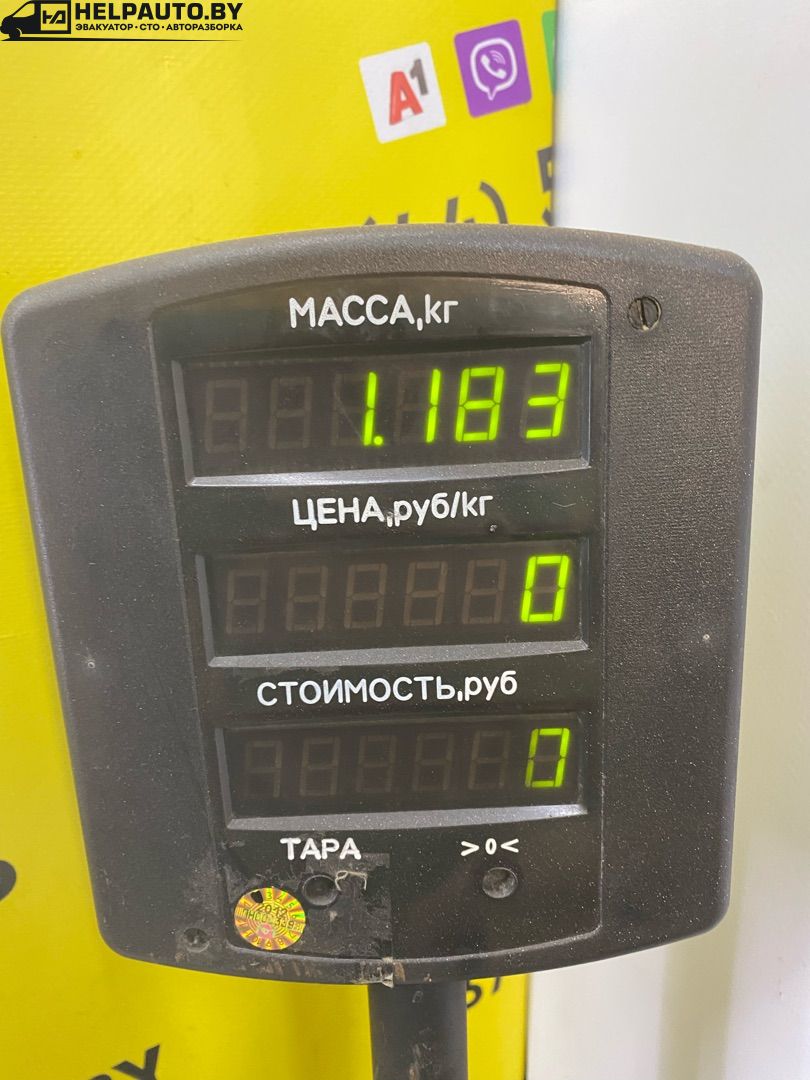 HELPAUTO.BY
ЭВАКУАТОР • СТО • АВТОРАЗБОРКА
A1
МАССА,кг
1.183
ЦЕНА,руб/кг
0
СТОИМОСТЬ,руб
0
ТАРА >0<
2012